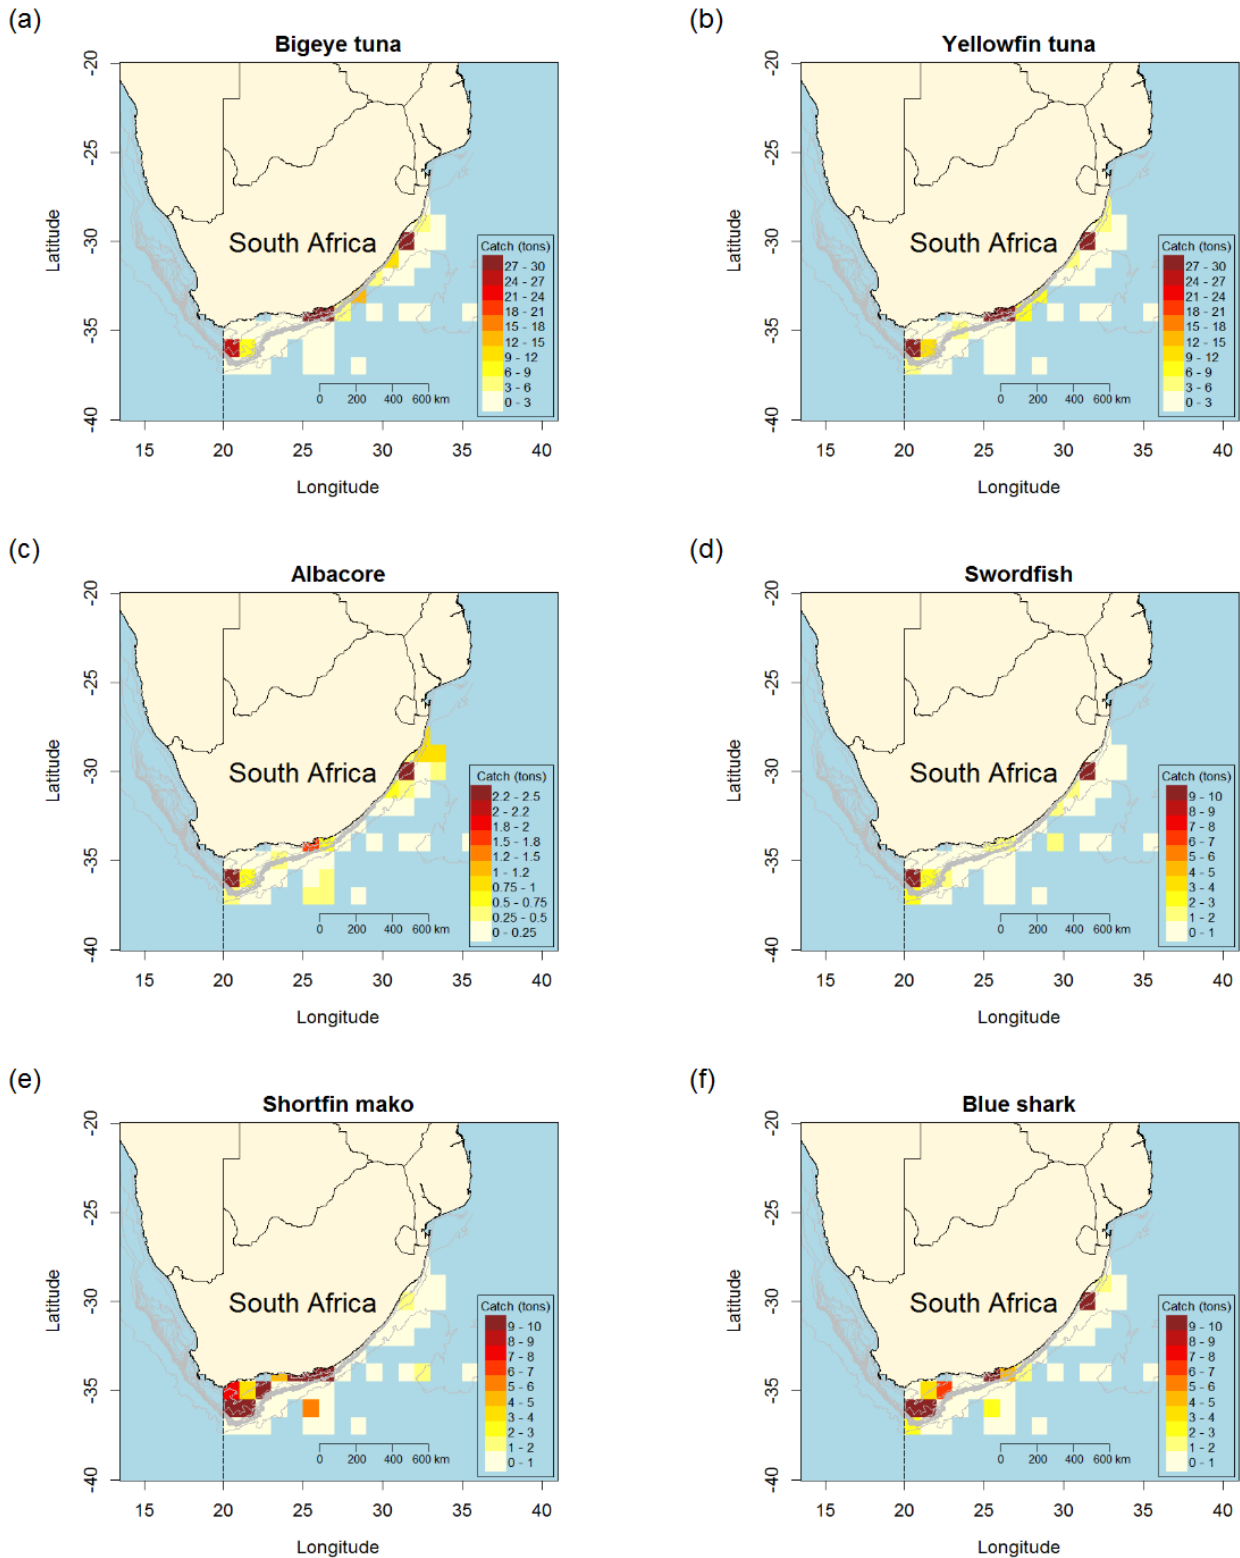 (a)
Bigeye tuna
-20
-25
-30
-35
-40
Latitude
South Africa
Catch (tons)
27 - 30
24 - 27
21 - 24
18 - 21
15 - 18
12 - 15
9 - 12
6 - 9
3 - 6
0 - 3
0 200 400 600 km
15 20 25 30 35 40
Longitude
(b)
Yellowfin tuna
-20
-25
-30
-35
-40
Latitude
South Africa
Catch (tons)
27 - 30
24 - 27
21 - 24
18 - 21
15 - 18
12 - 15
9 - 12
6 - 9
3 - 6
0 - 3
0 200 400 600 km
15 20 25 30 35 40
Longitude
(c)
Albacore
-20
-25
-30
-35
-40
Latitude
South Africa
Catch (tons)
2.2 - 2.5
2 - 2.2
1.8 - 2
1.5 - 1.8
1.2 - 1.5
1 - 1.2
0.75 - 1
0.5 - 0.75
0.25 - 0.5
0 - 0.25
0 200 400 600 km
15 20 25 30 35 40
Longitude
(d)
Swordfish
-20
-25
-30
-35
-40
Latitude
South Africa
Catch (tons)
9 - 10
8 - 9
7 - 8
6 - 7
5 - 6
4 - 5
3 - 4
2 - 3
1 - 2
0 - 1
0 200 400 600 km
15 20 25 30 35 40
Longitude
(e)
Shortfin mako
-20
-25
-30
-35
-40
Latitude
South Africa
Catch (tons)
9 - 10
8 - 9
7 - 8
6 - 7
5 - 6
4 - 5
3 - 4
2 - 3
1 - 2
0 - 1
0 200 400 600 km
15 20 25 30 35 40
Longitude
(f)
Blue shark
-20
-25
-30
-35
-40
Latitude
South Africa
Catch (tons)
9 - 10
8 - 9
7 - 8
6 - 7
5 - 6
4 - 5
3 - 4
2 - 3
1 - 2
0 - 1
0 200 400 600 km
15 20 25 30 35 40
Longitude